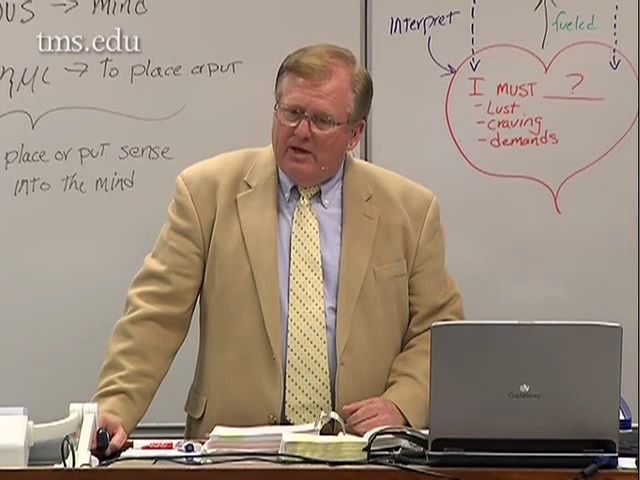 OUS → MIND
tms.edu
→ TO PLACE OR PUT
place or put sense
into the mind
Interpret
fueled
I MUST ?
- Lust
- craving
- demands
Gateway